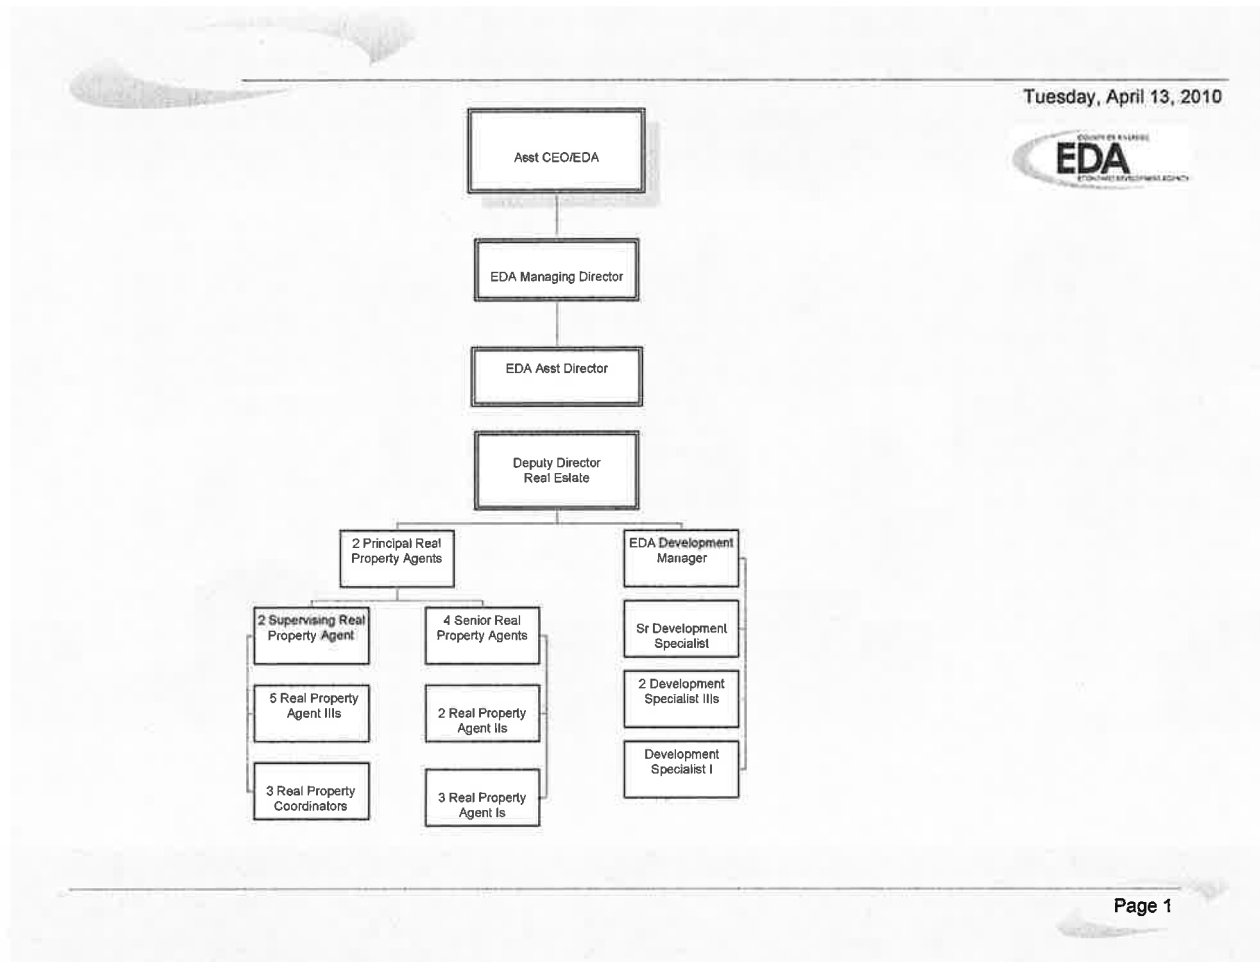 Tuesday, April 13, 2010
EDA
ECONOMIC DEVELOPMENT AGENCY
Asst CEO/EDA
EDA Managing Director
EDA Asst Director
Deputy Director
Real Estate
2 Principal Real
Property Agents
EDA Development
Manager
2 Supervising Real
Property Agent
4 Senior Real
Property Agents
Sr Development
Specialist
5 Real Property
Agent IIIs
2 Real Property
Agent IIs
2 Development
Specialist IIIs
3 Real Property
Coordinators
3 Real Property
Agent Is
Development
Specialist I
Page 1